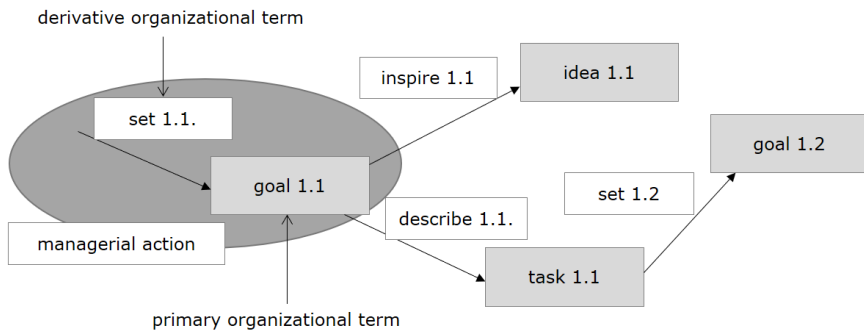 derivative organizational term
inspire 1.1
idea 1.1
set 1.1.
goal 1.2
goal 1.1
set 1.2
describe 1.1.
managerial action
task 1.1
primary organizational term